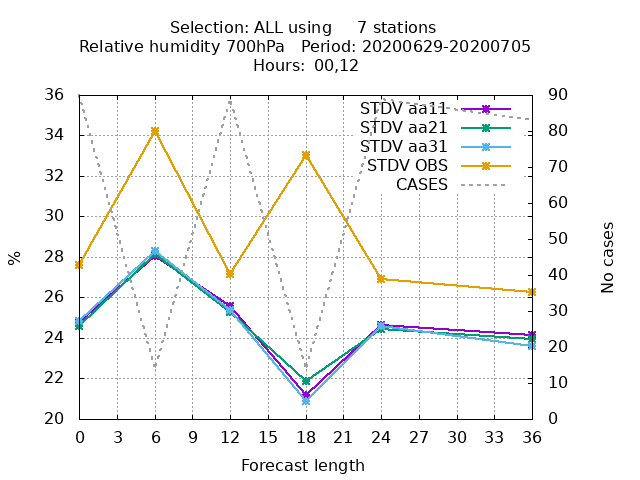 Selection: ALL using 7 stations
Relative humidity 700hPa Period: 20200629-20200705
Hours: 00,12
36
34
32
30
28
26
24
22
20
%
STDV aa11
STDV aa21
STDV aa31
STDV OBS
CASES
90
80
70
60
50
40
30
20
10
0
No cases
0 3 6 9 12 15 18 21 24 27 30 33 36
Forecast length